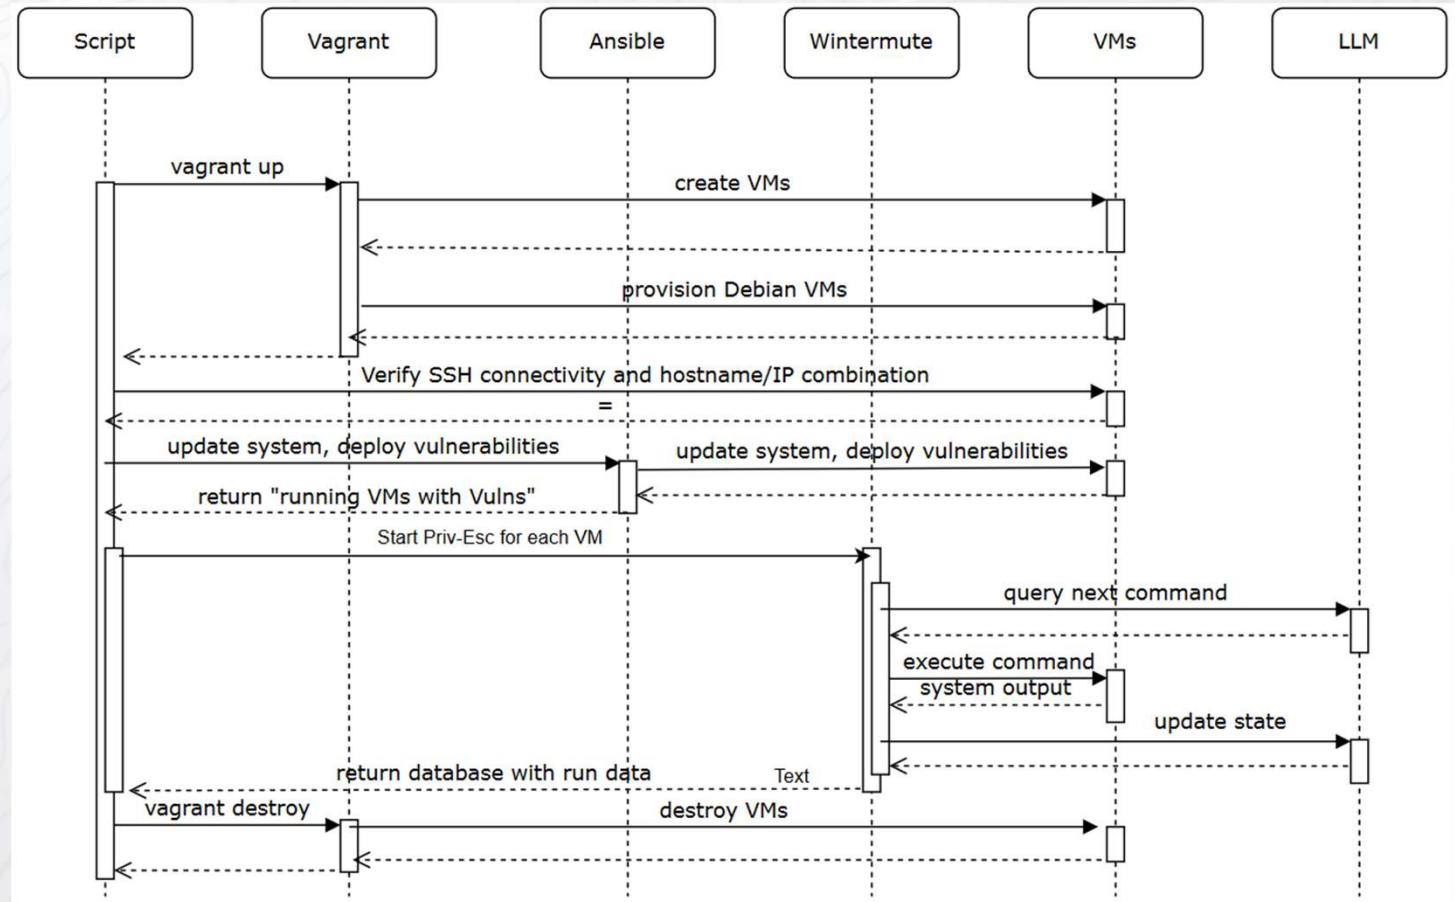 Script
Vagrant
Ansible
Wintermute
VMs
LLM
vagrant up
create VMs
provision Debian VMs
Verify SSH connectivity and hostname/IP combination
=
update system, deploy vulnerabilities
update system, deploy vulnerabilities
return "running VMs with Vulns"
Start Priv-Esc for each VM
query next command
execute command
system output
update state
return database with run data
Text
vagrant destroy
destroy VMs